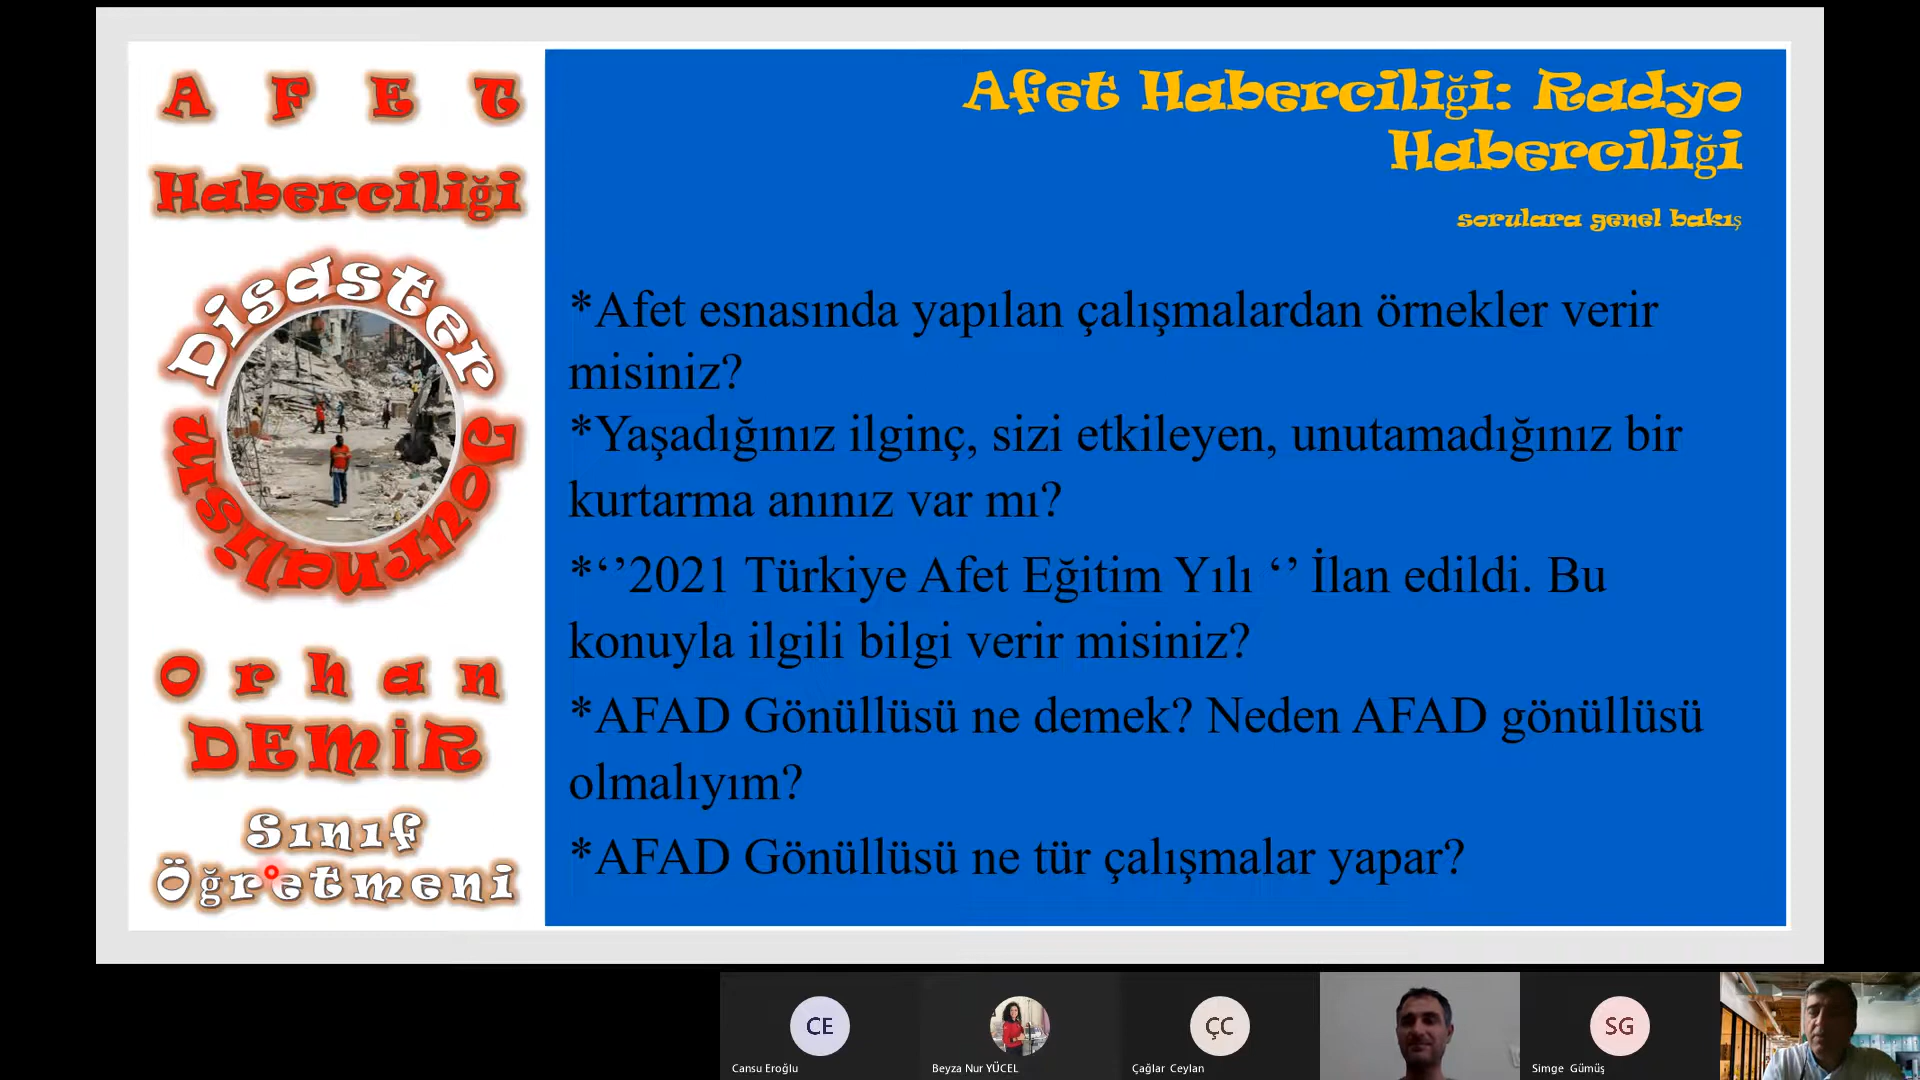 A F E T
Haberciliği
Disaster Journalism
Orhan
DEMİR
Sınıf
Öğretmeni
Afet Haberciliği: Radyo
Haberciliği
sorulara genel bakış
*Afet esnasında yapılan çalışmalardan örnekler verir
misiniz?
*Yaşadığınız ilginç, sizi etkileyen, unutamadığınız bir
kurtarma anınız var mı?
*‘’2021 Türkiye Afet Eğitim Yılı ‘’ İlan edildi. Bu
konuyla ilgili bilgi verir misiniz?
*AFAD Gönüllüsü ne demek? Neden AFAD gönüllüsü
olmalıyım?
*AFAD Gönüllüsü ne tür çalışmalar yapar?
CE
Cansu Eroğlu
Beyza Nur YÜCEL
ÇC
Çağlar Ceylan
SG
Simge Gümüş